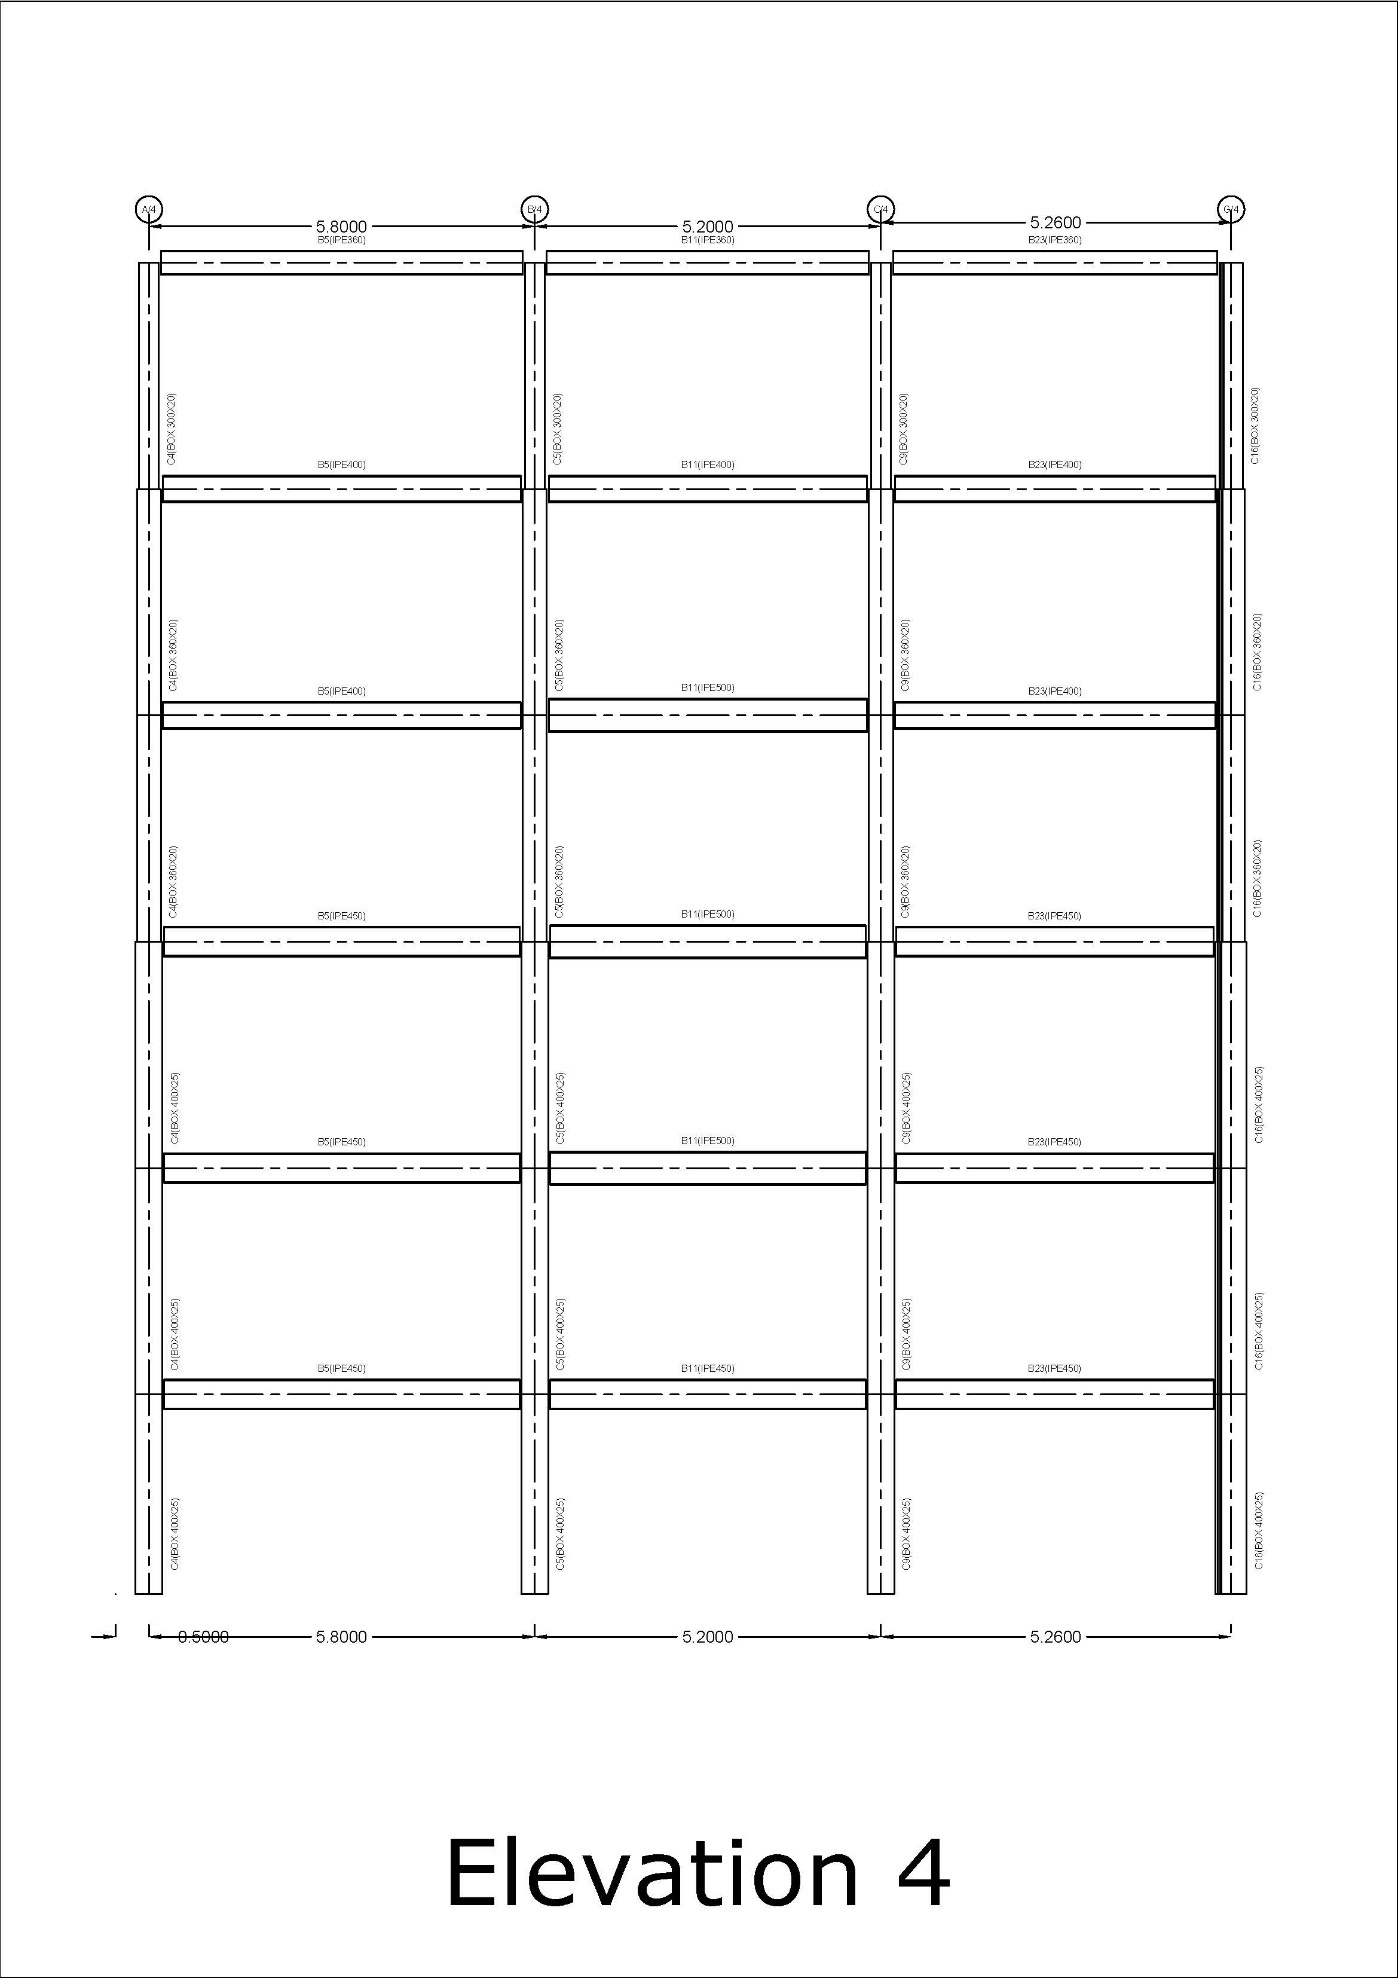 A/4 B/4 C/4 G/4
5.8000 5.2000 5.2600
B5(IPE360) B11(IPE360) B23(IPE360)
C4(BOX 300X20) C5(BOX 300X20) C9(BOX 300X20) C16(BOX 300X20)
B5(IPE400) B11(IPE400) B23(IPE400)
C4(BOX 360X20) C5(BOX 360X20) C9(BOX 360X20) C16(BOX 360X20)
B5(IPE400) B11(IPE500) B23(IPE400)
C4(BOX 360X20) C5(BOX 360X20) C9(BOX 360X20) C16(BOX 360X20)
B5(IPE450) B11(IPE500) B23(IPE450)
C4(BOX 400X25) C5(BOX 400X25) C9(BOX 400X25) C16(BOX 400X25)
B5(IPE450) B11(IPE500) B23(IPE450)
C4(BOX 400X25) C5(BOX 400X25) C9(BOX 400X25) C16(BOX 400X25)
B5(IPE450) B11(IPE450) B23(IPE450)
C4(BOX 400X25) C5(BOX 400X25) C9(BOX 400X25) C16(BOX 400X25)
0.5000 5.8000 5.2000 5.2600
Elevation 4